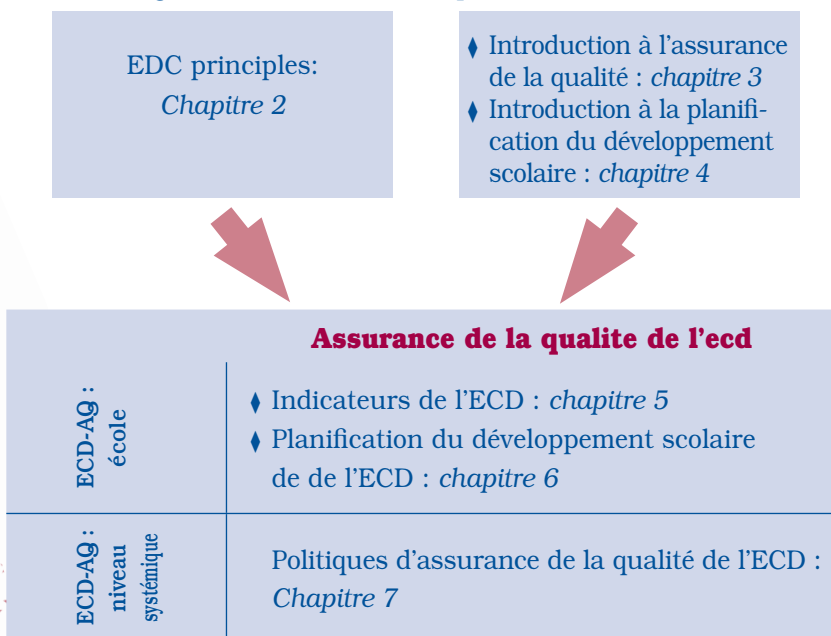 EDC principles:
Chapitre 2
♦ Introduction à l'assurance
de la qualité : chapitre 3
♦ Introduction à la planifi-
cation du développement
scolaire : chapitre 4
Assurance de la qualite de l'ecd
ECD-AQ :
école
♦ Indicateurs de l'ECD : chapitre 5
♦ Planification du développement scolaire
de de l'ECD : chapitre 6
ECD-AQ :
niveau
systémique
Politiques d'assurance de la qualité de l'ECD :
Chapitre 7